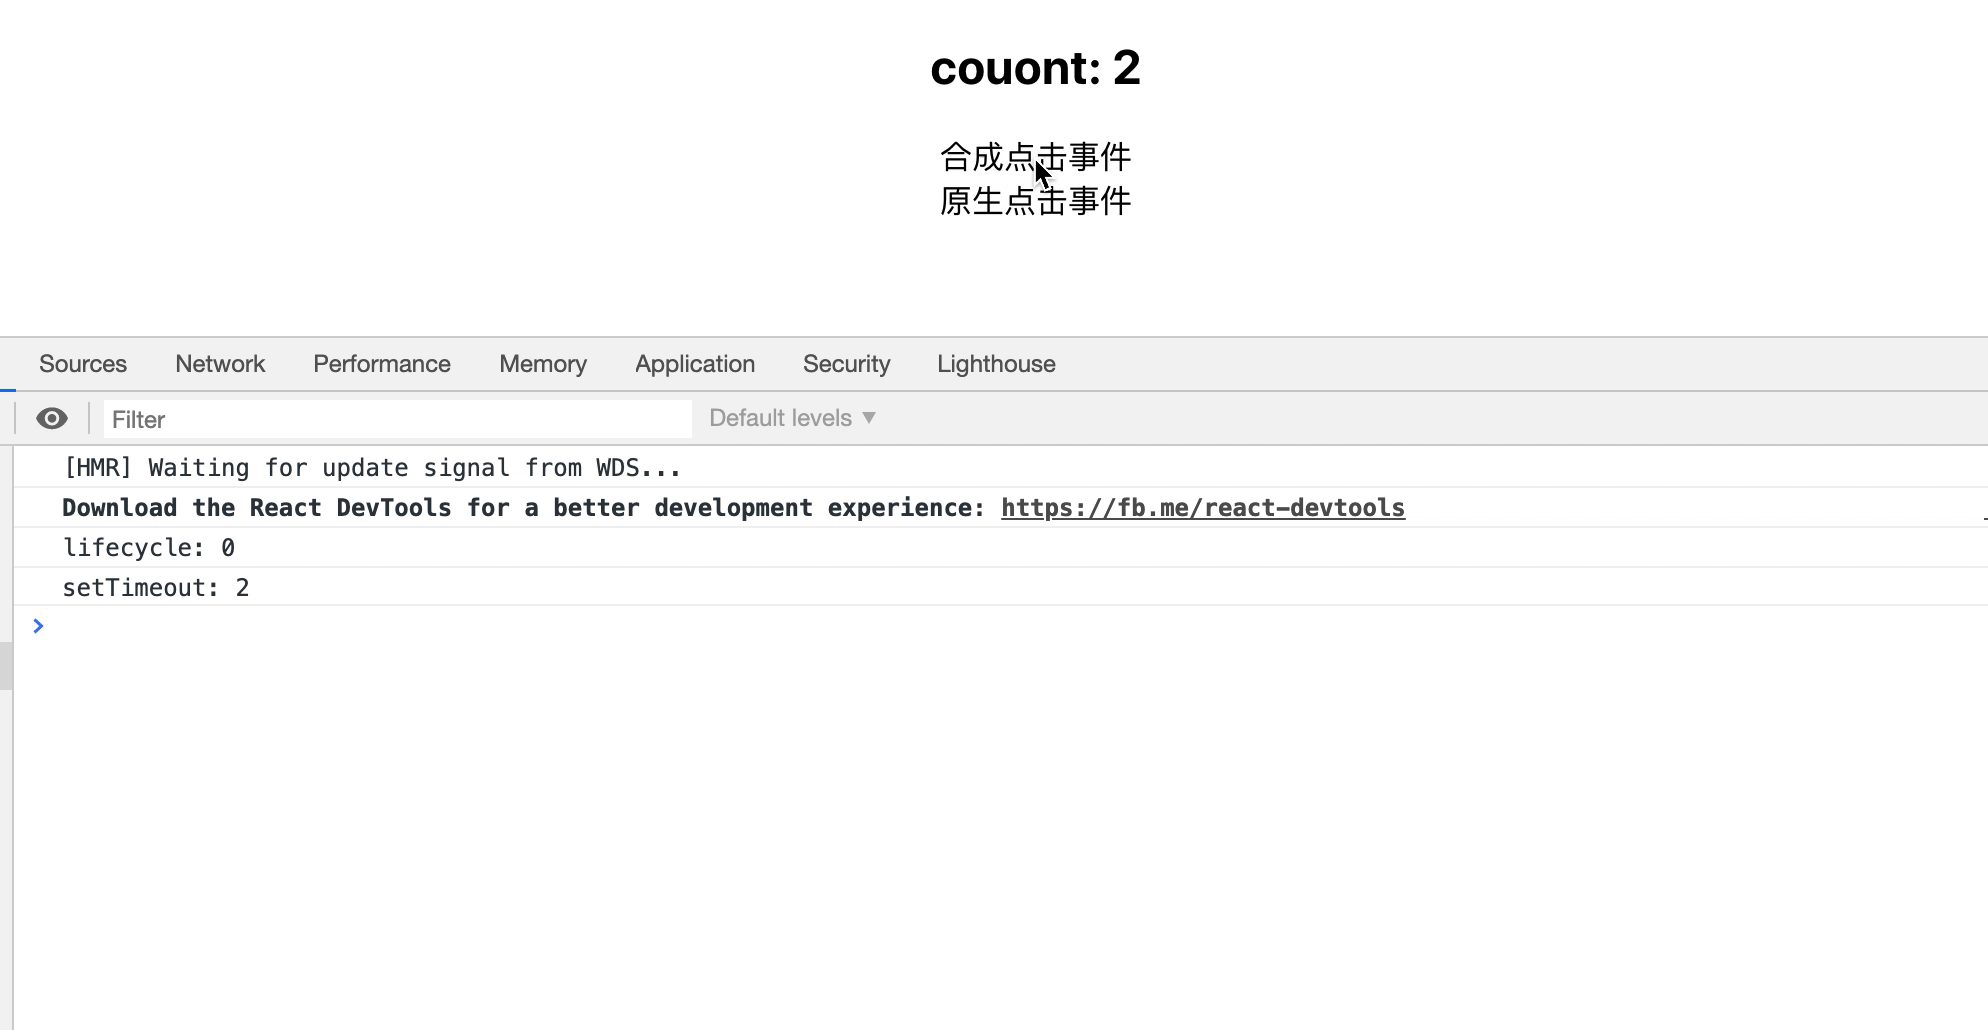 couont: 2
合成点击事件
原生点击事件
Sources Network Performance Memory Application Security Lighthouse
Filter Default levels ▼
[HMR] Waiting for update signal from WDS...
Download the React DevTools for a better development experience: https://fb.me/react-devtools
lifecycle: 0
setTimeout: 2
>